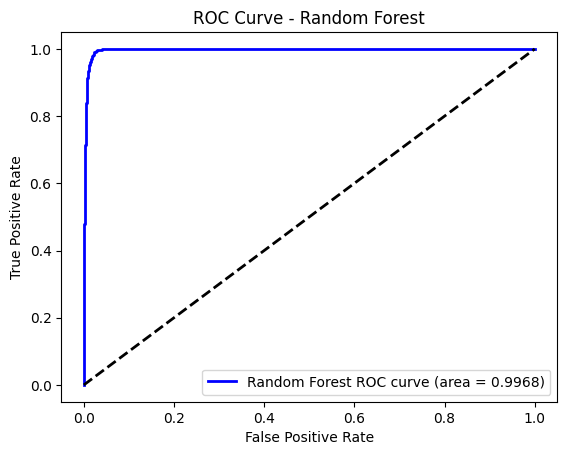 ROC Curve - Random Forest
1.0
0.8
0.6
0.4
0.2
0.0
True Positive Rate
Random Forest ROC curve (area = 0.9968)
0.0 0.2 0.4 0.6 0.8 1.0
False Positive Rate